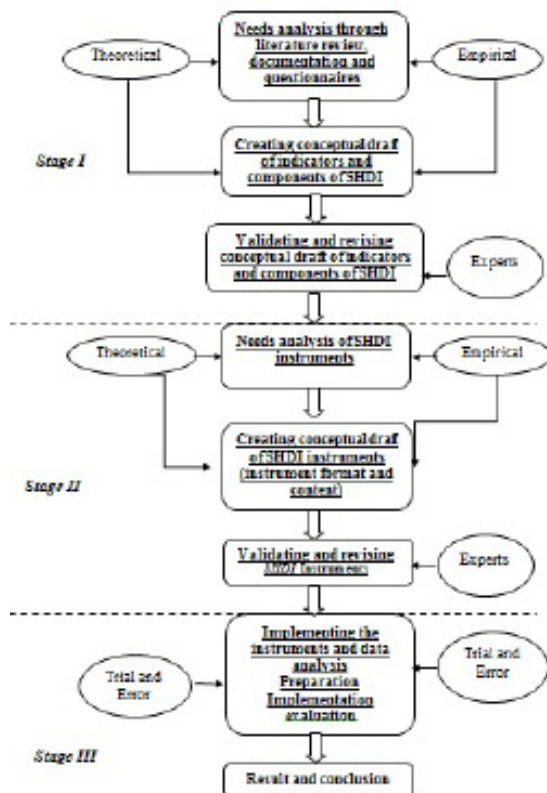 Theoretical
Needs analysis through
literature review,
documentation and
questionnaires
Empirical
Stage I
Creating conceptual draft
of indicators and
components of SHDI
Validating and revising
conceptual draft of indicators
and components of SHDI
Experts
Theoretical
Needs analysis of SHDI
instruments
Empirical
Creating conceptual draft
of SHDI instruments
(instrument format and
content)
Stage II
Validating and revising
SHDI Instruments
Experts
Implementing the
instruments and data
analysis
Preparation
Implementation
evaluation
Trial and
Error
Trial and
Error
Stage III
Result and conclusion